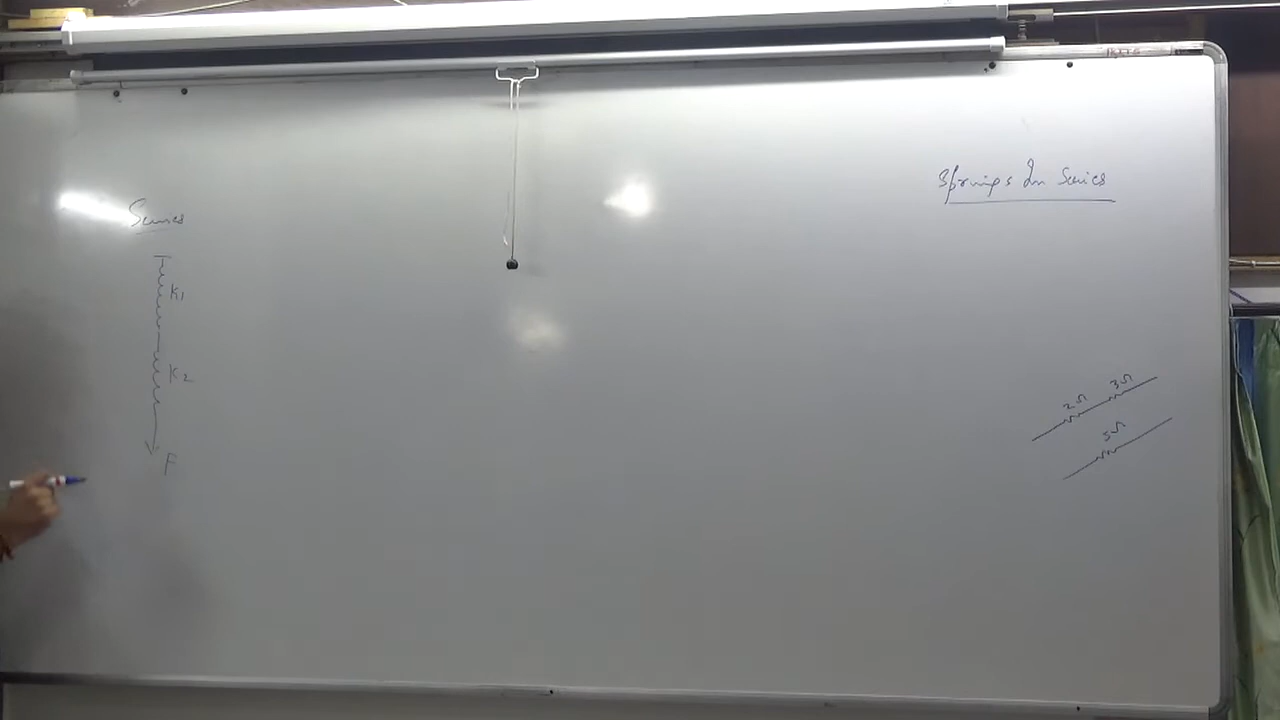 Springs In Series
Series
K1
K2
F
2Ω 3Ω
5Ω